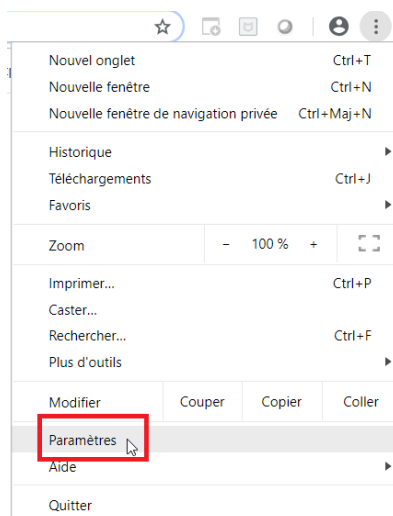 Nouvel onglet Ctrl+T
Nouvelle fenêtre Ctrl+N
Nouvelle fenêtre de navigation privée Ctrl+Maj+N
Historique
Téléchargements Ctrl+J
Favoris
Zoom - 100 % +
Imprimer... Ctrl+P
Caster...
Rechercher... Ctrl+F
Plus d'outils
Modifier Couper Copier Coller
Paramètres
Aide
Quitter